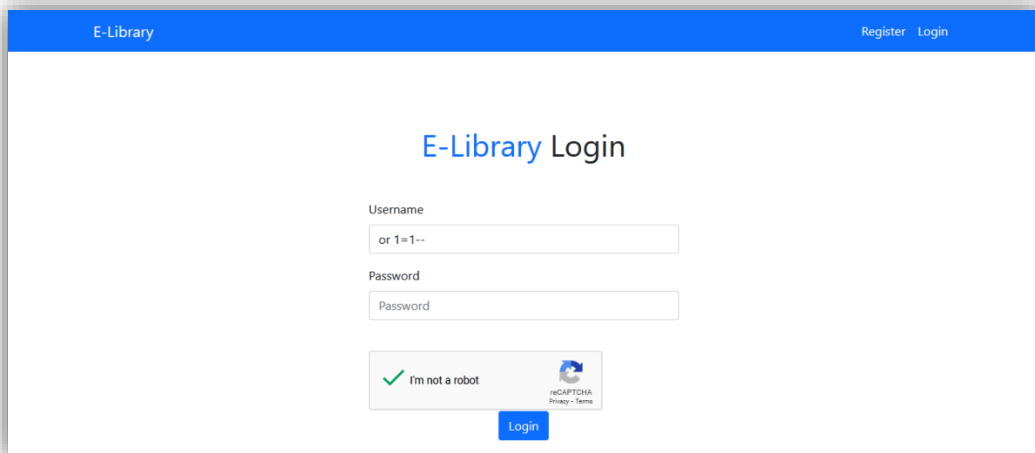 E-Library Register Login
E-Library Login
Username
or 1=1--
Password
Password
I'm not a robot
reCAPTCHA
Privacy - Terms
Login